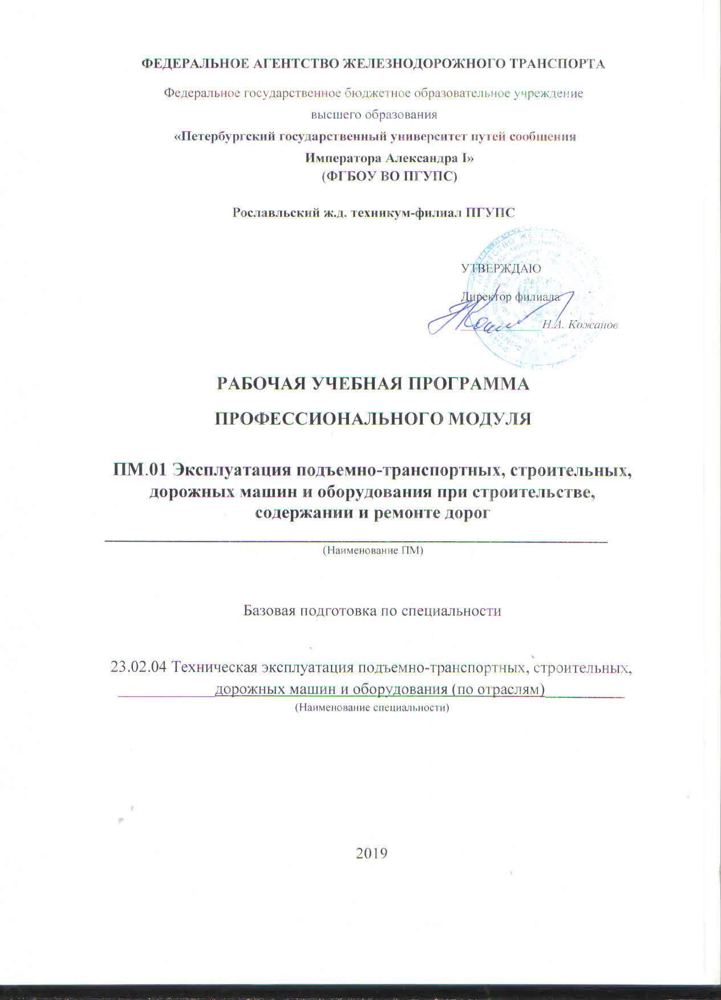 ФЕДЕРАЛЬНОЕ АГЕНТСТВО ЖЕЛЕЗНОДОРОЖНОГО ТРАНСПОРТА
Федеральное государственное бюджетное образовательное учреждение
высшего образования
«Петербургский государственный университет путей сообщения
Императора Александра I»
(ФГБОУ ВО ПГУПС)
Рославльский ж.д. техникум-филиал ПГУПС
УТВЕРЖДАЮ
Директор филиала
Н.А. Кожанов
РАБОЧАЯ УЧЕБНАЯ ПРОГРАММА
ПРОФЕССИОНАЛЬНОГО МОДУЛЯ
ПМ.01 Эксплуатация подъемно-транспортных, строительных,
дорожных машин и оборудования при строительстве,
содержании и ремонте дорог
(Наименование ПМ)
Базовая подготовка по специальности
23.02.04 Техническая эксплуатация подъемно-транспортных, строительных,
дорожных машин и оборудования (по отраслям)
(Наименование специальности)
2019